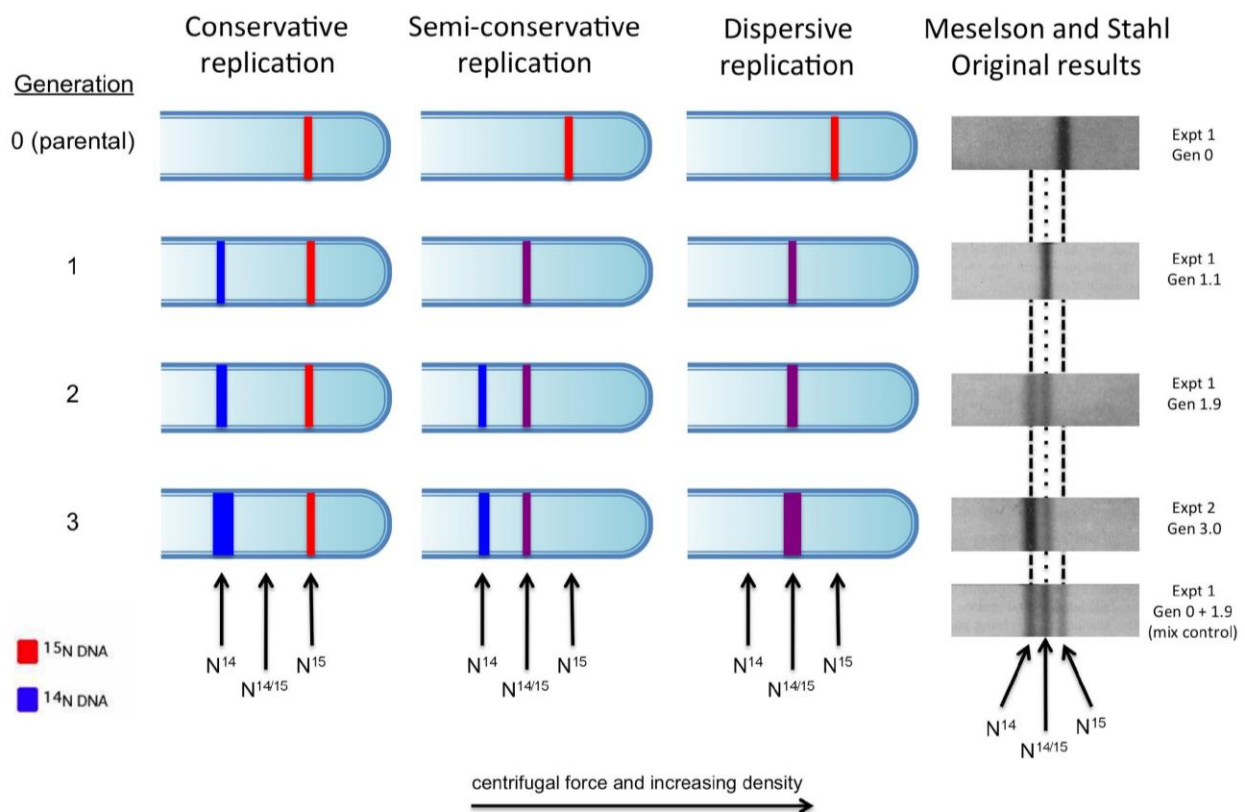 Conservative
replication
Semi-conservative
replication
Dispersive
replication
Meselson and Stahl
Original results
Generation
0 (parental)
Expt 1
Gen 0
1
Expt 1
Gen 1.1
2
Expt 1
Gen 1.9
3
Expt 2
Gen 3.0
Expt 1
Gen 0 + 1.9
(mix control)
¹⁵N DNA
¹⁴N DNA
N¹⁴
N¹⁴/¹⁵
N¹⁵
N¹⁴
N¹⁴/¹⁵
N¹⁵
N¹⁴
N¹⁴/¹⁵
N¹⁵
N¹⁴
N¹⁴/¹⁵
N¹⁵
centrifugal force and increasing density